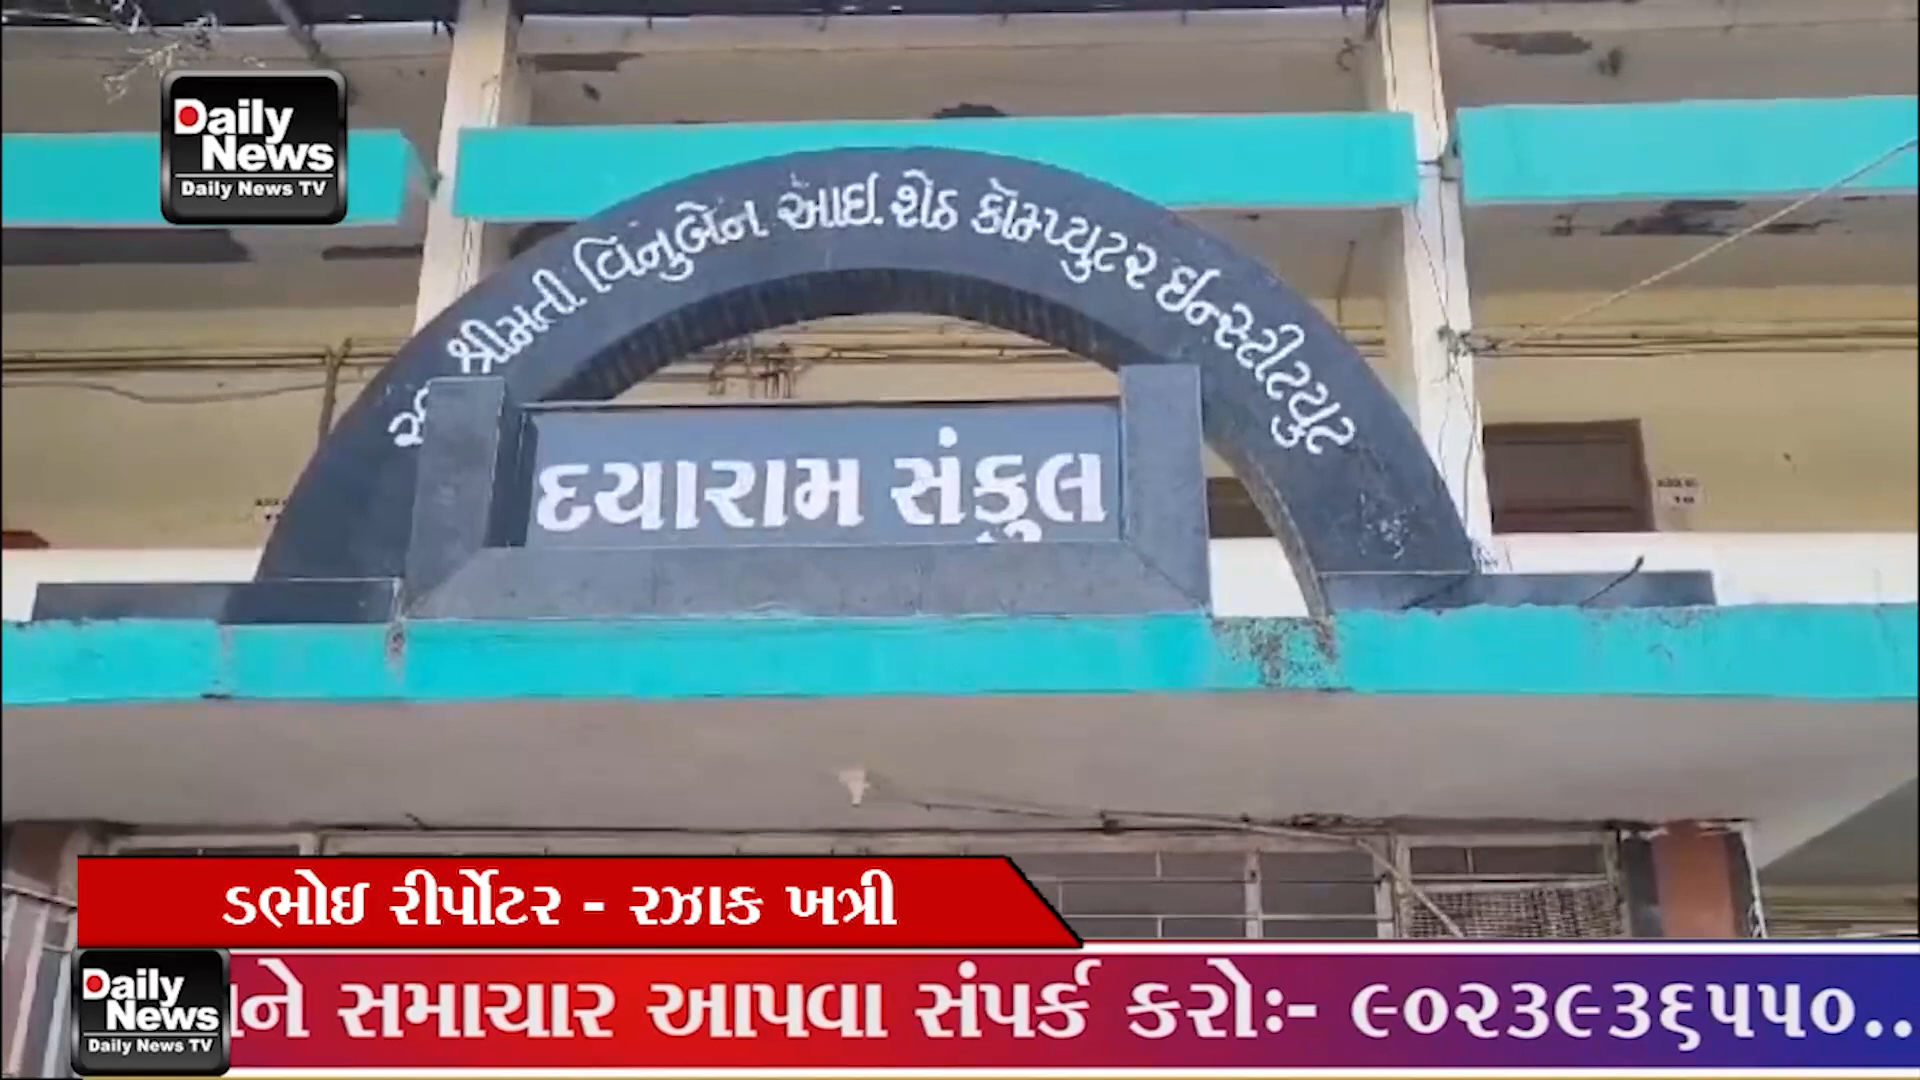 Daily
News
Daily News TV
શ્રીમતી વિનુબેન આઈ. શેઠ કોમ્પ્યુટર ઈન્સ્ટીટ્યુટ
દયારામ સંકુલ
ડભોઇ રીર્પોટર - રઝાક ખત્રી
Daily
News
Daily News TV
ને સમાચાર આપવા સંપર્ક કરોઃ- ૯૦૨૩૯૩૬૫૫૦..